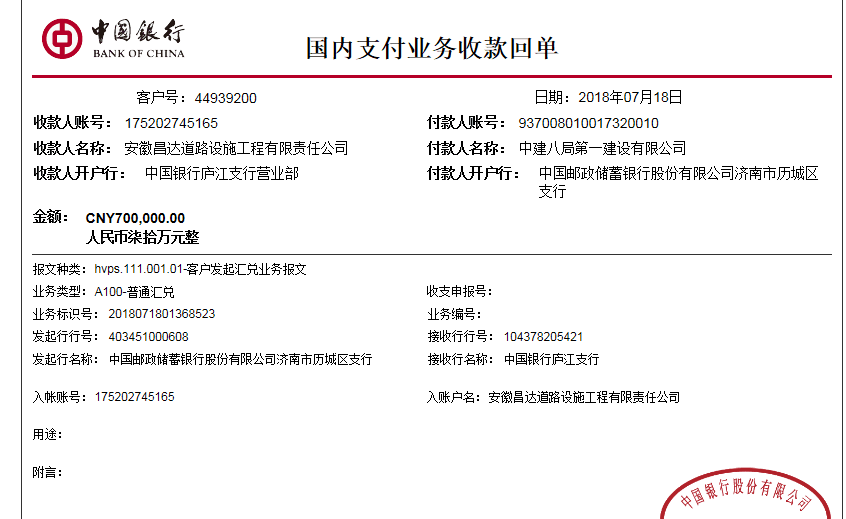 中国银行
BANK OF CHINA
国内支付业务收款回单
客户号：44939200 日期：2018年07月18日
收款人账号：175202745165 付款人账号：937008010017320010
收款人名称：安徽昌达道路设施工程有限责任公司 付款人名称：中建八局第一建设有限公司
收款人开户行：中国银行庐江支行营业部 付款人开户行：中国邮政储蓄银行股份有限公司济南市历城区
支行
金额：CNY700,000.00
人民币柒拾万元整
报文种类：hvps.111.001.01-客户发起汇兑业务报文
业务类型：A100-普通汇兑 收支申报号：
业务标识号：2018071801368523 业务编号：
发起行行号：403451000608 接收行行号：104378205421
发起行名称：中国邮政储蓄银行股份有限公司济南市历城区支行 接收行名称：中国银行庐江支行
入帐账号：175202745165 入账户名：安徽昌达道路设施工程有限责任公司
用途：
附言：
中国银行股份有限公司